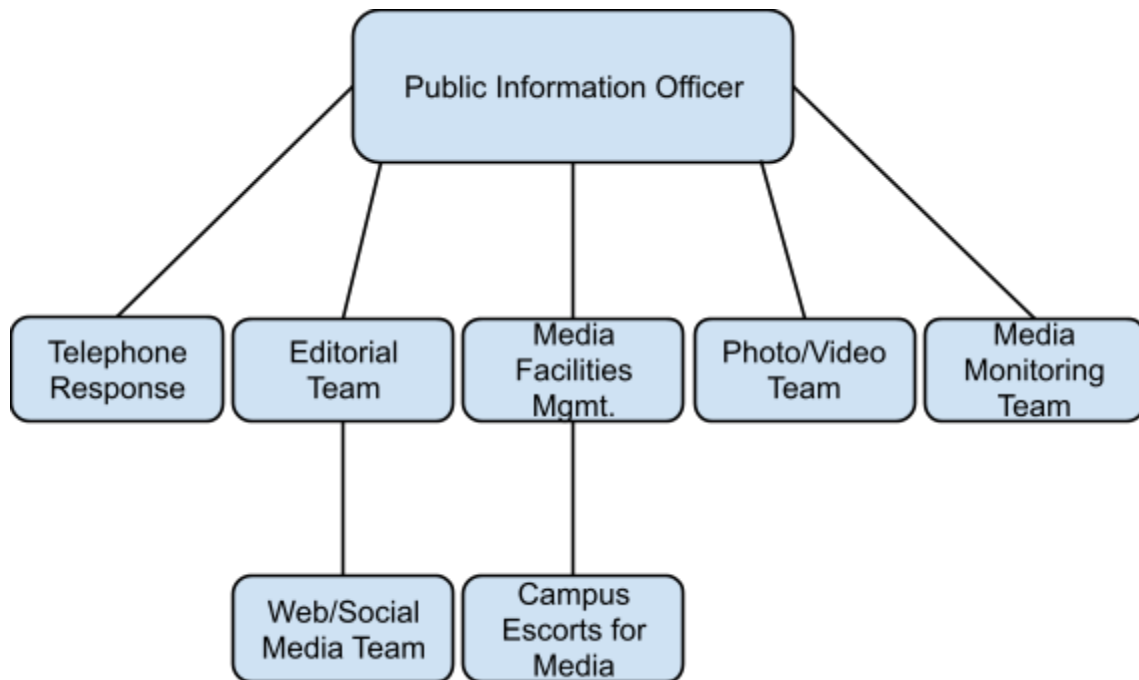 Public Information Officer
Telephone
Response
Editorial
Team
Media
Facilities
Mgmt.
Photo/Video
Team
Media
Monitoring
Team
Web/Social
Media Team
Campus
Escorts for
Media